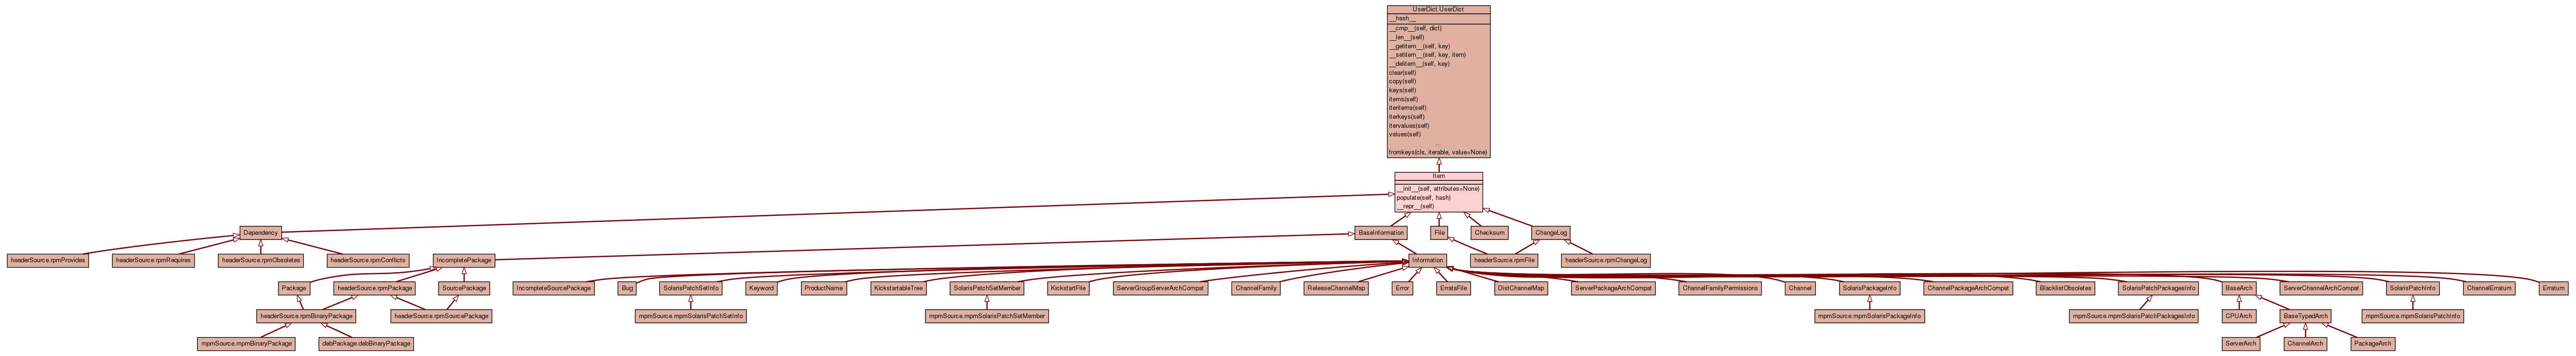 UserDict.UserDict
__hash__
__cmp__(self, dict)
__len__(self)
__getitem__(self, key)
__setitem__(self, key, item)
__delitem__(self, key)
clear(self)
copy(self)
keys(self)
items(self)
iteritems(self)
iterkeys(self)
itervalues(self)
values(self)
...
fromkeys(cls, iterable, value=None)
Item
__init__(self, attributes=None)
populate(self, hash)
__repr__(self)
Dependency
BaseInformation
File
Checksum
ChangeLog
headerSource.rpmProvides
headerSource.rpmRequires
headerSource.rpmObsoletes
headerSource.rpmConflicts
IncompletePackage
Information
headerSource.rpmFile
headerSource.rpmChangeLog
Package
headerSource.rpmPackage
SourcePackage
IncompleteSourcePackage
Bug
SolarisPatchSetInfo
Keyword
ProductName
KickstartableTree
SolarisPatchSetMember
KickstartFile
ServerGroupServerArchCompat
ChannelFamily
ReleaseChannelMap
Error
ErrataFile
DistChannelMap
ServerPackageArchCompat
ChannelFamilyPermissions
Channel
SolarisPackageInfo
ChannelPackageArchCompat
BlacklistObsoletes
SolarisPatchPackagesInfo
BaseArch
ServerChannelArchCompat
SolarisPatchInfo
ChannelErratum
Erratum
headerSource.rpmBinaryPackage
headerSource.rpmSourcePackage
mpmSource.mpmSolarisPatchSetInfo
mpmSource.mpmSolarisPatchSetMember
mpmSource.mpmSolarisPackageInfo
mpmSource.mpmSolarisPatchPackagesInfo
CPUArch
BaseTypedArch
mpmSource.mpmSolarisPatchInfo
mpmSource.mpmBinaryPackage
debPackage.debBinaryPackage
ServerArch
ChannelArch
PackageArch